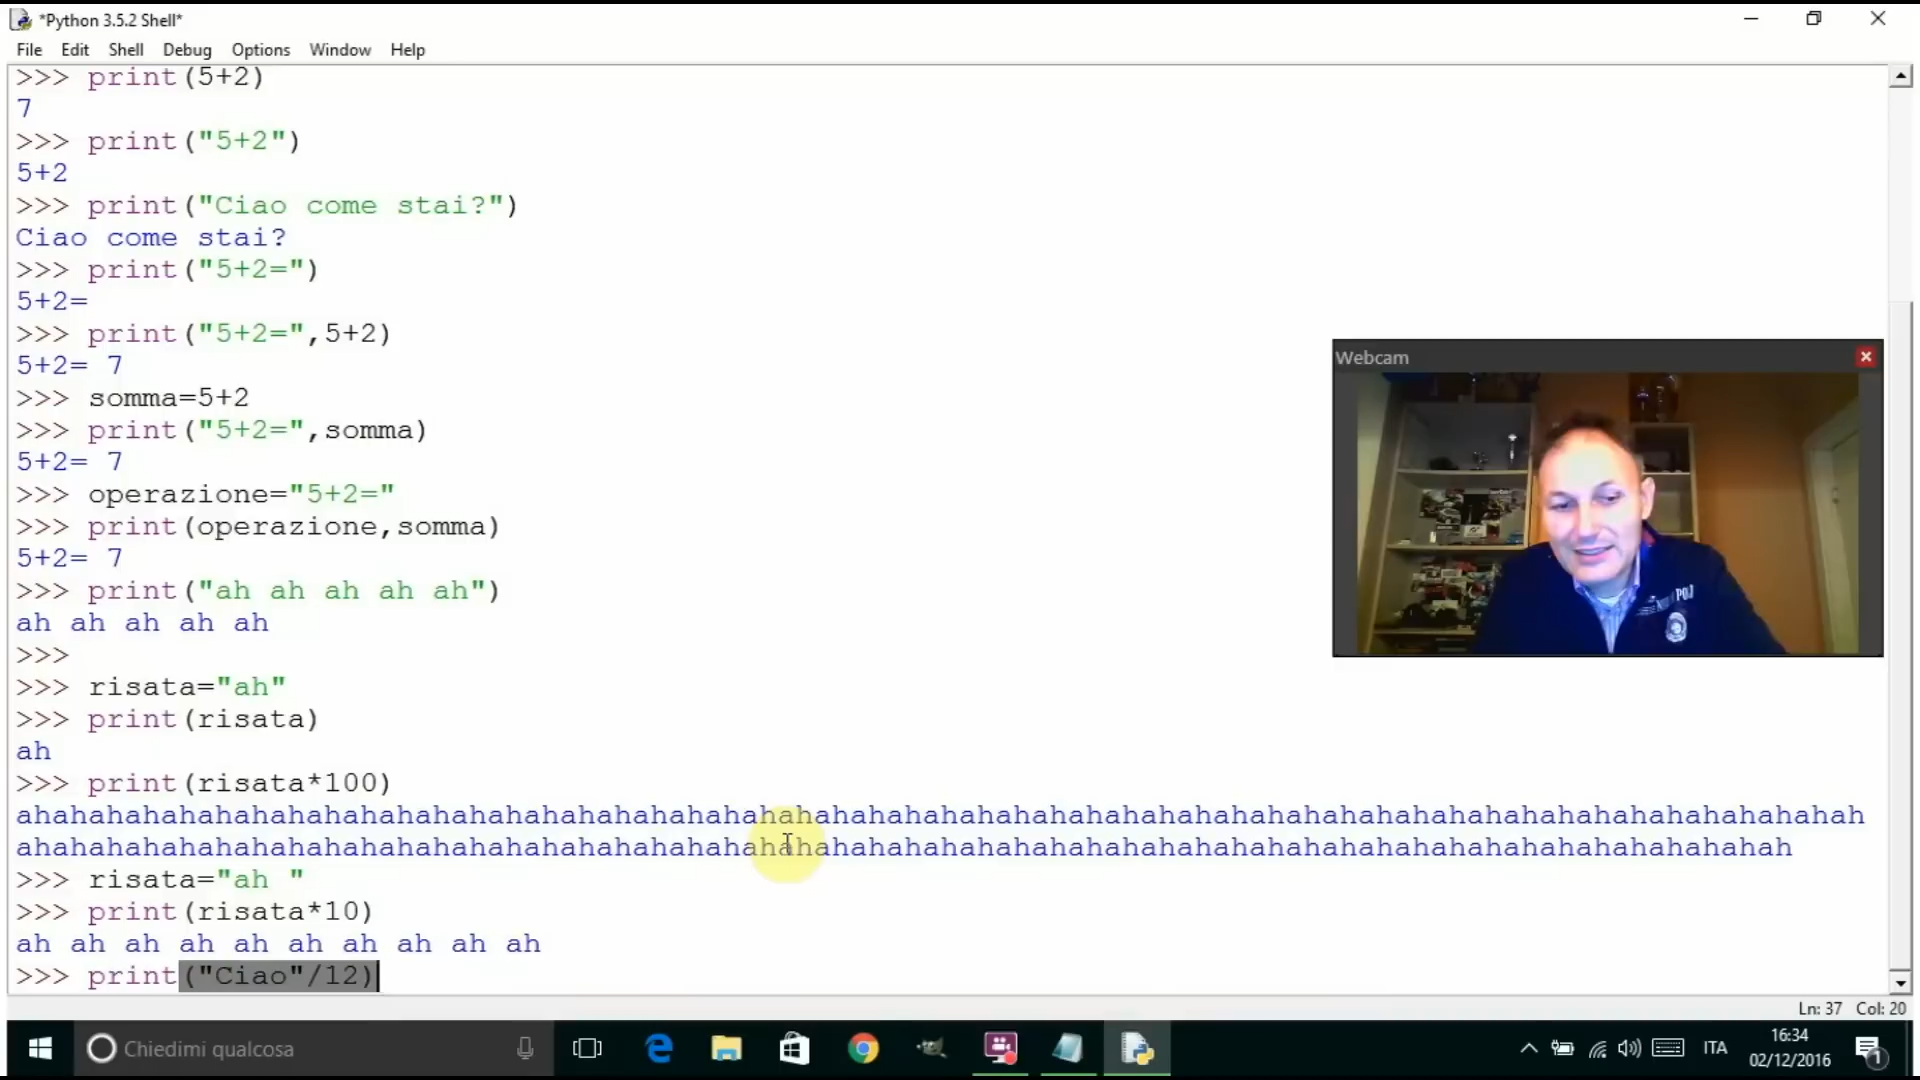 *Python 3.5.2 Shell*
File Edit Shell Debug Options Window Help
>>> print(5+2)
7
>>> print("5+2")
5+2
>>> print("Ciao come stai?")
Ciao come stai?
>>> print("5+2=")
5+2=
>>> print("5+2=",5+2)
5+2= 7
>>> somma=5+2
>>> print("5+2=",somma)
5+2= 7
>>> operazione="5+2="
>>> print(operazione,somma)
5+2= 7
>>> print("ah ah ah ah ah")
ah ah ah ah ah
>>>
>>> risata="ah"
>>> print(risata)
ah
>>> print(risata*100)
ahahahahahahahahahahahahahahahahahahahahahahahahahahahahahahahahahahahahahahahahahahahahahahahahahahah
ahahahahahahahahahahahahahahahahahahahahahahahahahahahahahahahahahahahahahahahahahahahahahahahahah
>>> risata="ah "
>>> print(risata*10)
ah ah ah ah ah ah ah ah ah ah
>>> print("Ciao"/12)
Webcam
Ln: 37 Col: 20
Chiedimi qualcosa
ITA
16:34
02/12/2016
1